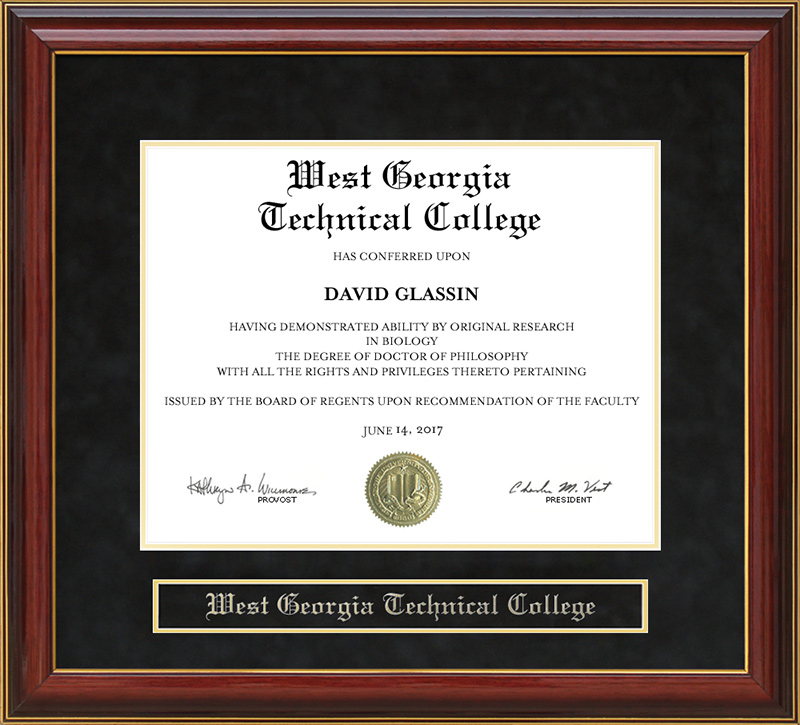 West Georgia
Technical College
HAS CONFERRED UPON
DAVID GLASSIN
HAVING DEMONSTRATED ABILITY BY ORIGINAL RESEARCH
IN BIOLOGY
THE DEGREE OF DOCTOR OF PHILOSOPHY
WITH ALL THE RIGHTS AND PRIVILEGES THERETO PERTAINING
ISSUED BY THE BOARD OF REGENTS UPON RECOMMENDATION OF THE FACULTY
JUNE 14, 2017
Charles M. Vest
PROVOST PRESIDENT
West Georgia Technical College